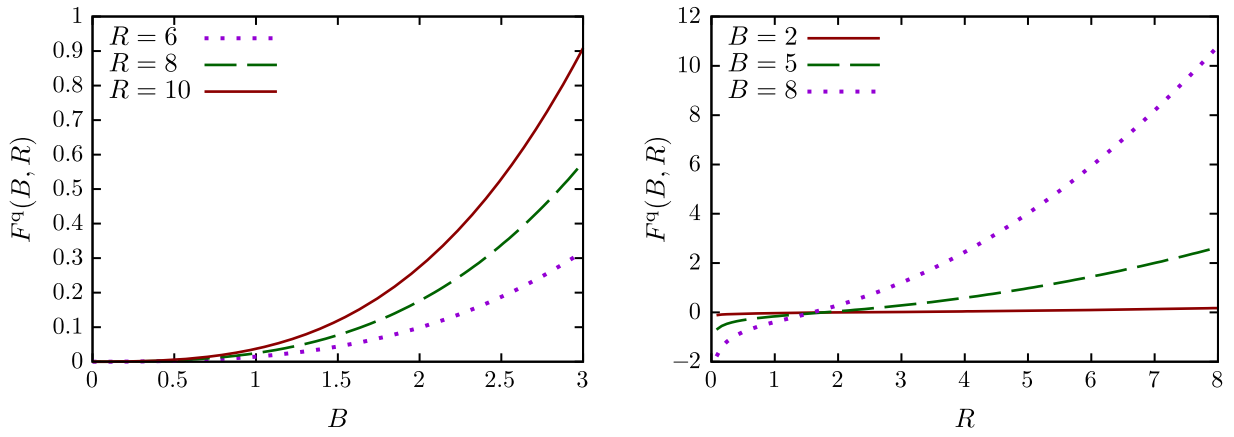 1
0.9
0.8
0.7
0.6
0.5
0.4
0.3
0.2
0.1
0
0 0.5 1 1.5 2 2.5 3
F^q(B, R)
B
R = 6
R = 8
R = 10
12
10
8
6
4
2
0
−2
0 1 2 3 4 5 6 7 8
F^q(B, R)
R
B = 2
B = 5
B = 8